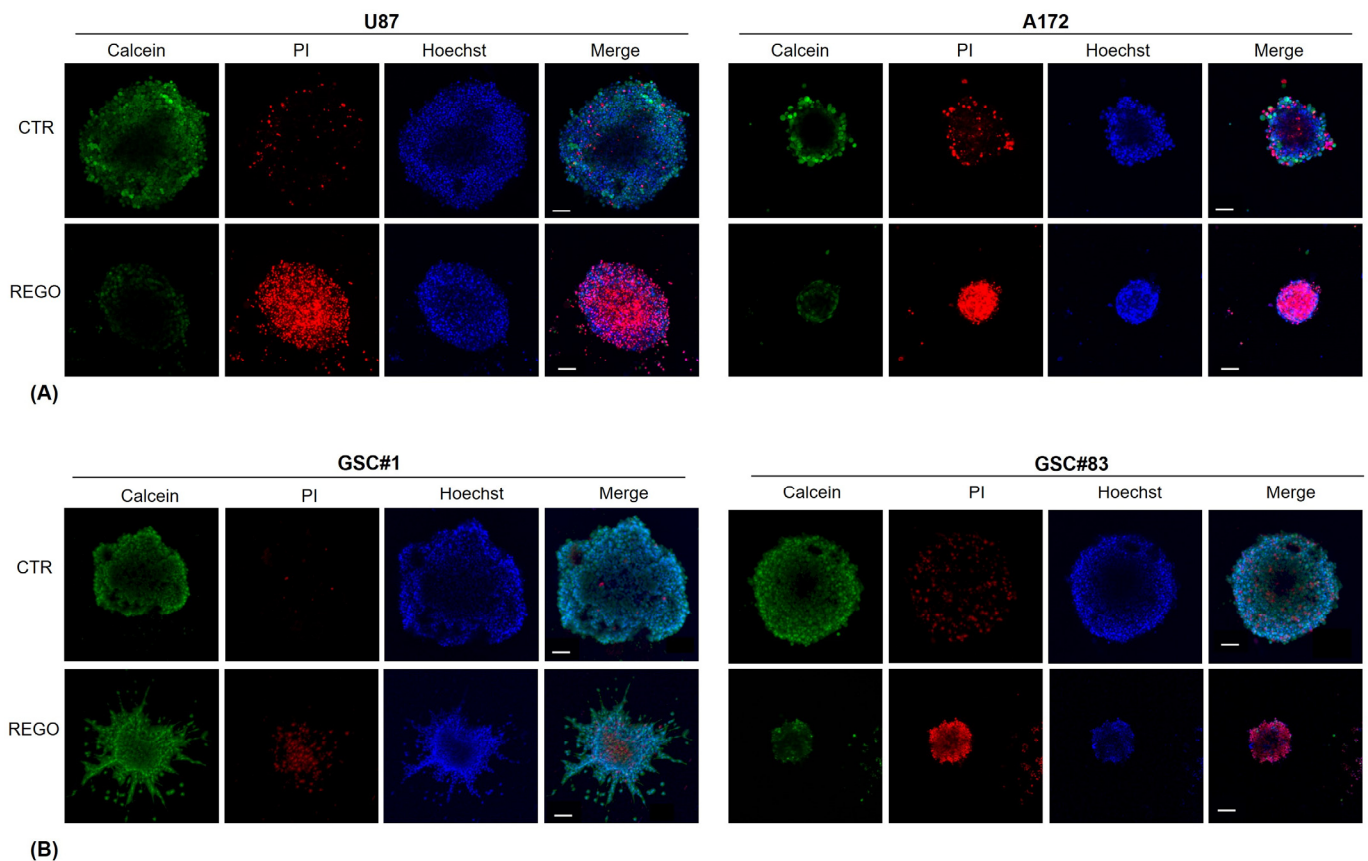 U87
A172
Calcein PI Hoechst Merge
Calcein PI Hoechst Merge
CTR
REGO
(A)
GSC#1
GSC#83
Calcein PI Hoechst Merge
Calcein PI Hoechst Merge
CTR
REGO
(B)